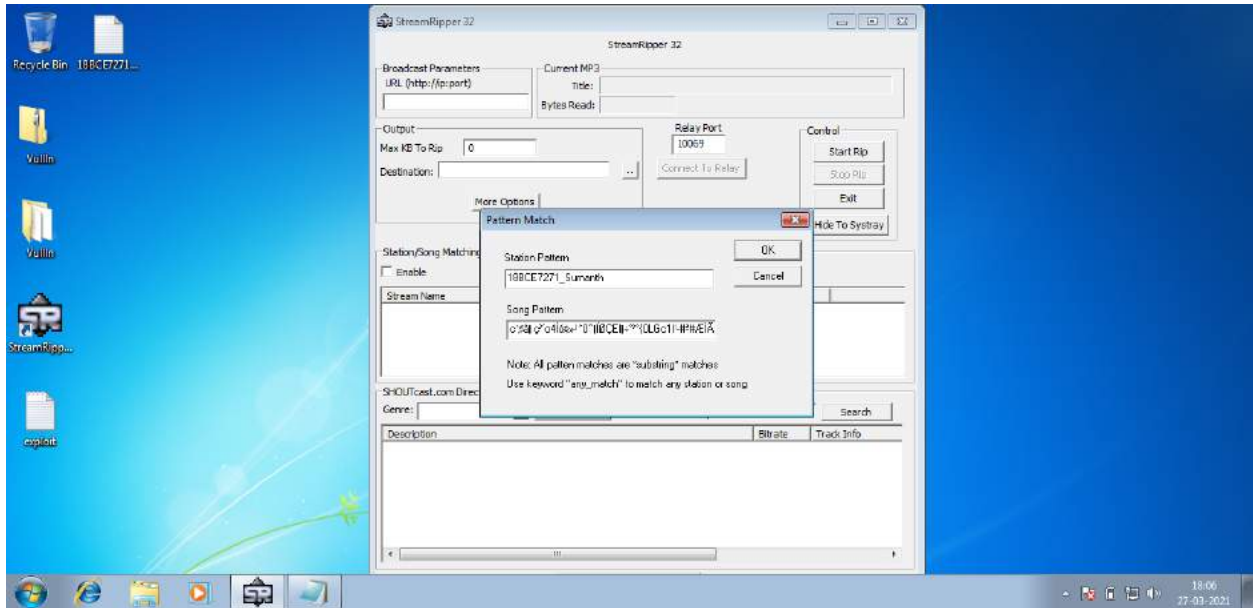 Recycle Bin
18BCE7271_...
Vullin
Vullin
StreamRipp...
exploit
StreamRipper 32
StreamRipper 32
Broadcast Parameters
URL (http://ip:port)
Current MP3
Title:
Bytes Read:
Output
Max KB To Rip
0
Destination:
..
More Options
Relay Port
10069
Connect To Relay
Control
Start Rip
Stop Rip
Exit
Hide To Systray
Station/Song Matching
Enable
Stream Name
Pattern Match
Station Pattern
18BCE7271_Sumanth
Song Pattern
OK
Cancel
Note: All patten matches are "substring" matches
Use keyword "any_match" to match any station or song
SHOUTcast.com Direc
Genre:
Search
Description
Bitrate
Track Info
18:06
27-03-2021